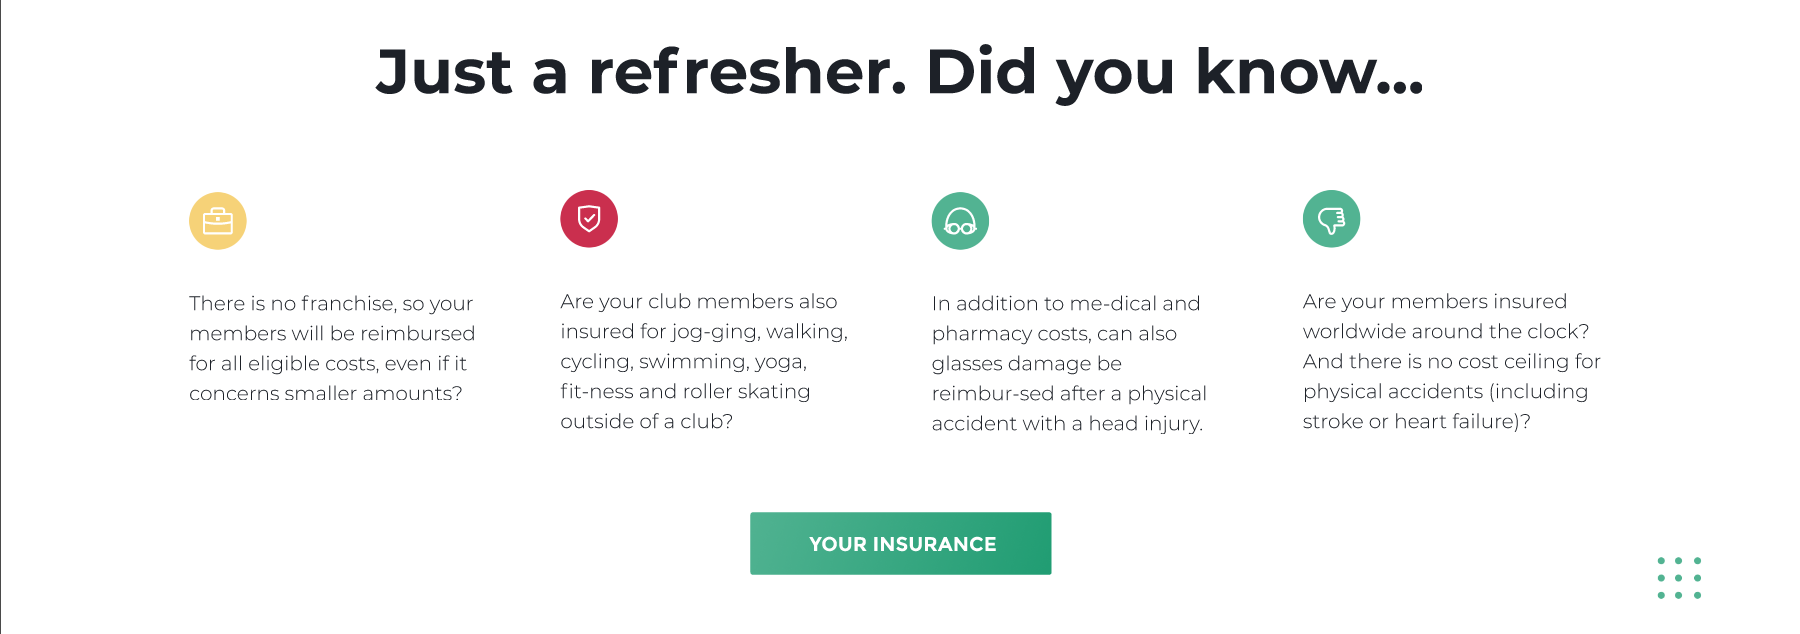 Just a refresher. Did you know...
There is no franchise, so your
members will be reimbursed
for all eligible costs, even if it
concerns smaller amounts?
Are your club members also
insured for jog-ging, walking,
cycling, swimming, yoga,
fit-ness and roller skating
outside of a club?
In addition to me-dical and
pharmacy costs, can also
glasses damage be
reimbur-sed after a physical
accident with a head injury.
Are your members insured
worldwide around the clock?
And there is no cost ceiling for
physical accidents (including
stroke or heart failure)?
YOUR INSURANCE